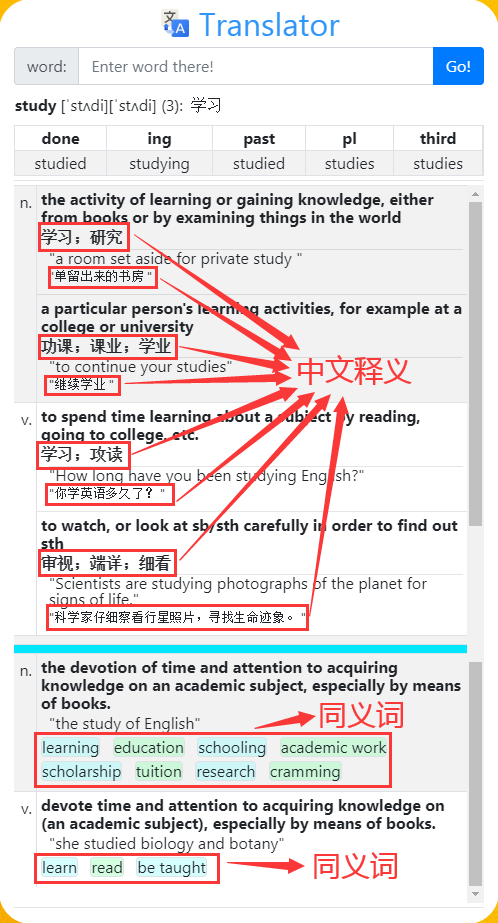 Translator
word: Enter word there! Go!
study [ˈstʌdi][ˈstʌdi] (3): 学习
done ing past pl third
studied studying studied studies studies
n. the activity of learning or gaining knowledge, either
from books or by examining things in the world
学习；研究
"a room set aside for private study "
"单留出来的书房 "
a particular person's learning activities, for example at a
college or university
功课；课业；学业
"to continue your studies"
"继续学业 "
中文释义
v. to spend time learning about a subject by reading,
going to college, etc.
学习；攻读
"How long have you been studying English?"
"你学英语多久了？ "
to watch, or look at sb/sth carefully in order to find out
sth
审视；端详；细看
"Scientists are studying photographs of the planet for
signs of life."
"科学家仔细察看行星照片，寻找生命迹象。 "
n. the devotion of time and attention to acquiring
knowledge on an academic subject, especially by means
of books.
"the study of English"
同义词
learning education schooling academic work
scholarship tuition research cramming
v. devote time and attention to acquiring knowledge on
(an academic subject), especially by means of books.
"she studied biology and botany"
learn read be taught
同义词